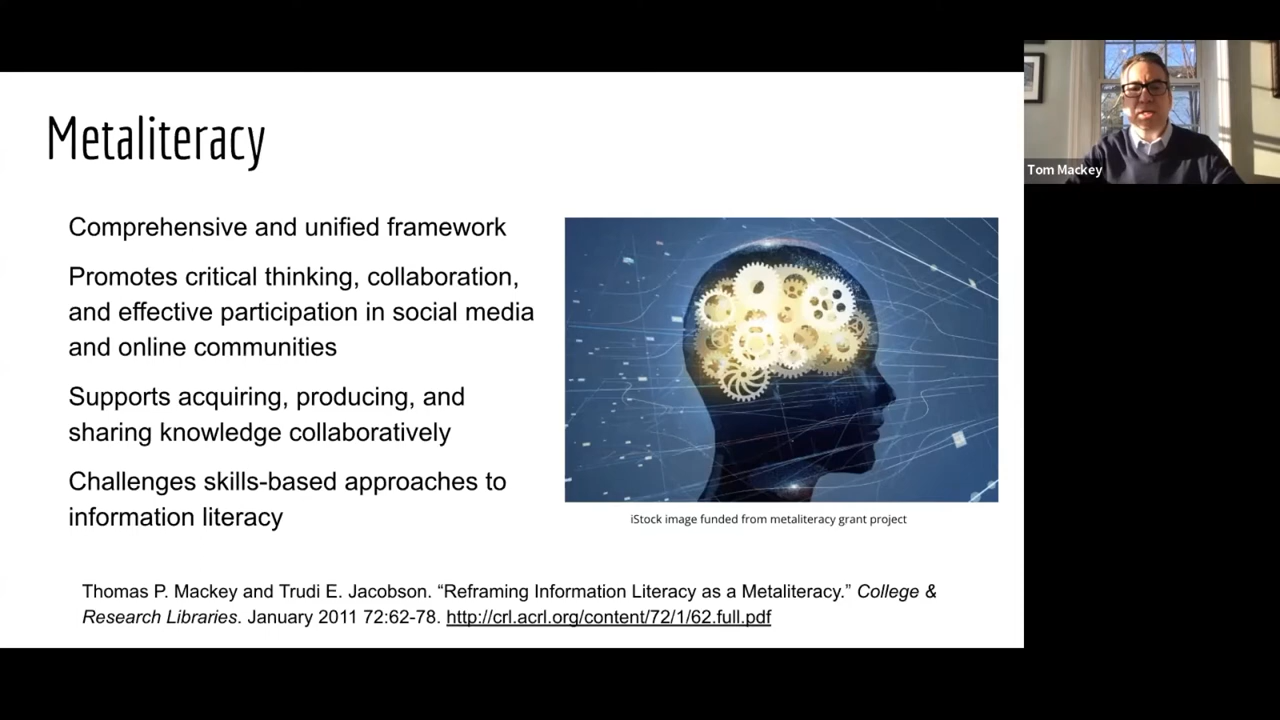 Metaliteracy
Comprehensive and unified framework
Promotes critical thinking, collaboration,
and effective participation in social media
and online communities
Supports acquiring, producing, and
sharing knowledge collaboratively
Challenges skills-based approaches to
information literacy
iStock image funded from metaliteracy grant project
Thomas P. Mackey and Trudi E. Jacobson. “Reframing Information Literacy as a Metaliteracy.” College &
Research Libraries. January 2011 72:62-78. http://crl.acrl.org/content/72/1/62.full.pdf
Tom Mackey